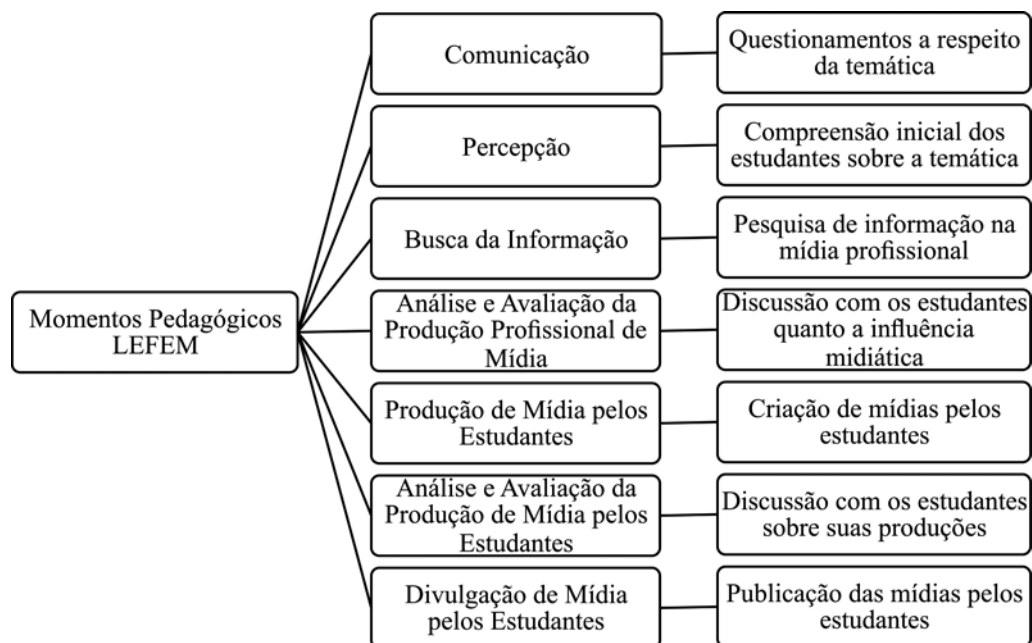 Momentos Pedagógicos
LEFEM
Comunicação
Questionamentos a respeito
da temática
Percepção
Compreensão inicial dos
estudantes sobre a temática
Busca da Informação
Pesquisa de informação na
mídia profissional
Análise e Avaliação da
Produção Profissional de
Mídia
Discussão com os estudantes
quanto a influência
midiática
Produção de Mídia pelos
Estudantes
Criação de mídias pelos
estudantes
Análise e Avaliação da
Produção de Mídia pelos
Estudantes
Discussão com os estudantes
sobre suas produções
Divulgação de Mídia
pelos Estudantes
Publicação das mídias pelos
estudantes